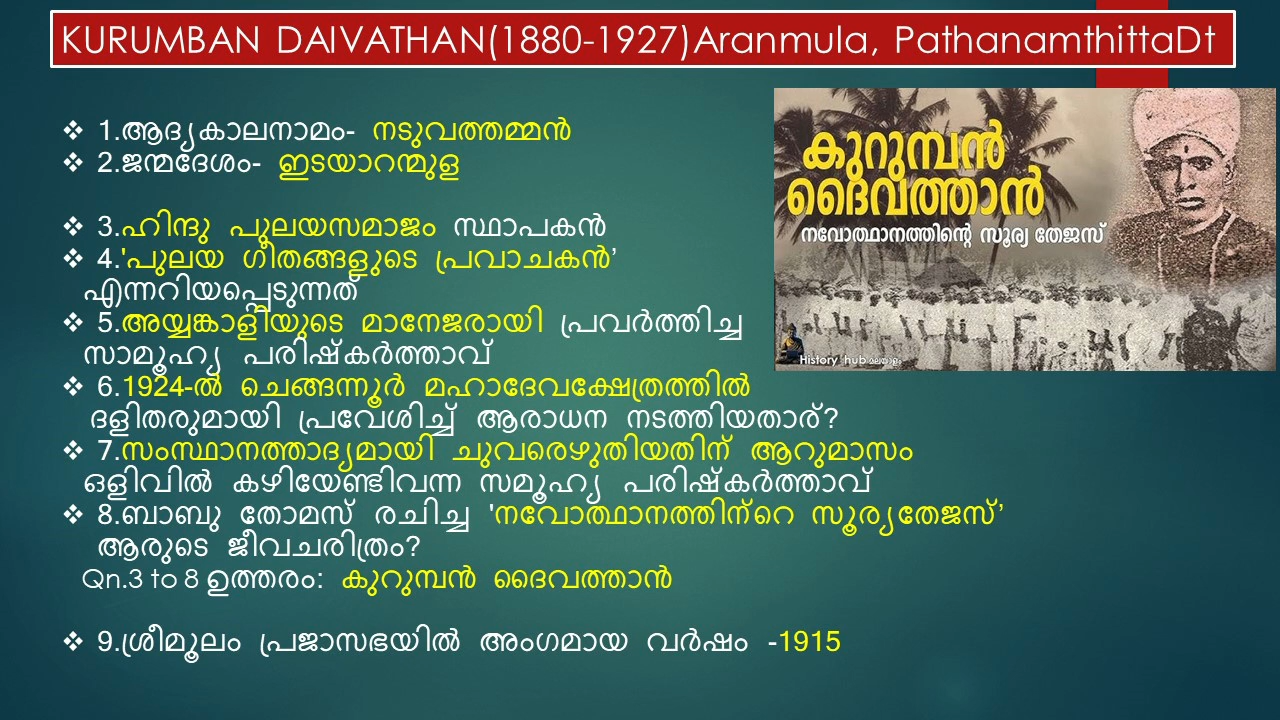 KURUMBAN DAIVATHAN(1880-1927)Aranmula, PathanamthittaDt
❖ 1.ആദ്യകാലനാമം- നടുവത്തമ്മൻ
❖ 2.ജന്മദേശം- ഇടയാറന്മുള
❖ 3.ഹിന്ദു പുലയസമാജം സ്ഥാപകൻ
❖ 4.'പുലയ ഗീതങ്ങളുടെ പ്രവാചകൻ’
എന്നറിയപ്പെടുന്നത്
❖ 5.അയ്യങ്കാളിയുടെ മാനേജരായി പ്രവർത്തിച്ച
സാമൂഹ്യ പരിഷ്കർത്താവ്
❖ 6.1924-ൽ ചെങ്ങന്നൂർ മഹാദേവക്ഷേത്രത്തിൽ
ദളിതരുമായി പ്രവേശിച്ച് ആരാധന നടത്തിയതാര്?
❖ 7.സംസ്ഥാനത്താദ്യമായി ചുവരെഴുതിയതിന് ആറുമാസം
ഒളിവിൽ കഴിയേണ്ടിവന്ന സമൂഹ്യ പരിഷ്കർത്താവ്
❖ 8.ബാബു തോമസ് രചിച്ച 'നവോത്ഥാനത്തിന്റെ സൂര്യതേജസ്’
ആരുടെ ജീവചരിത്രം?
Qn.3 to 8 ഉത്തരം: കുറുമ്പൻ ദൈവത്താൻ
❖ 9.ശ്രീമൂലം പ്രജാസഭയിൽ അംഗമായ വർഷം -1915
കുറുമ്പൻ
ദൈവത്താൻ
നവോത്ഥാനത്തിന്റെ സൂര്യ തേജസ്
History hub മലയാളം